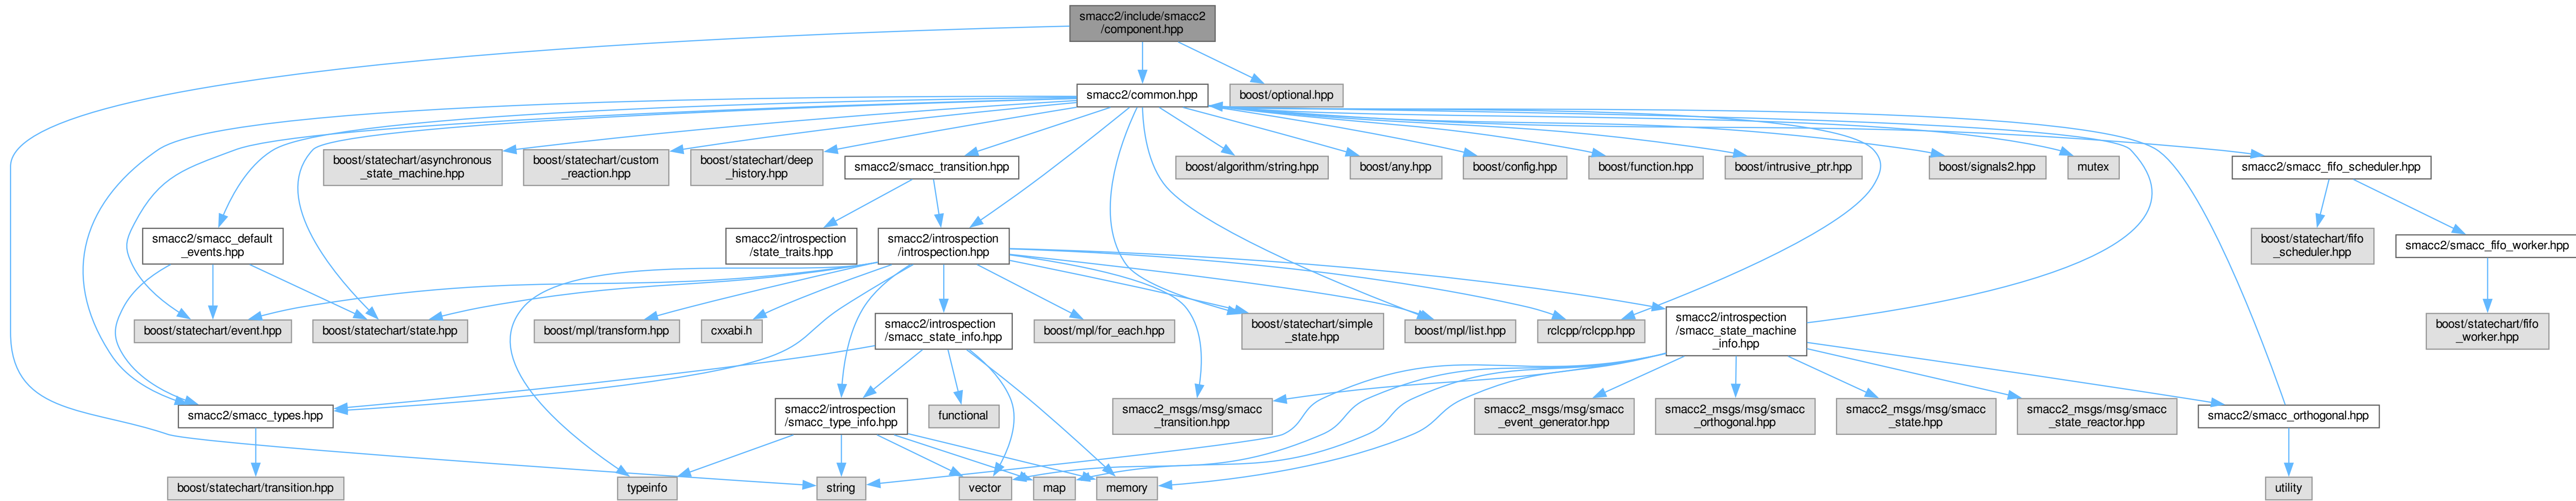 smacc2/include/smacc2
/component.hpp
smacc2/common.hpp
boost/optional.hpp
boost/statechart/asynchronous
_state_machine.hpp
boost/statechart/custom
_reaction.hpp
boost/statechart/deep
_history.hpp
smacc2/smacc_transition.hpp
boost/algorithm/string.hpp
boost/any.hpp
boost/config.hpp
boost/function.hpp
boost/intrusive_ptr.hpp
boost/signals2.hpp
mutex
smacc2/smacc_fifo_scheduler.hpp
smacc2/smacc_default
_events.hpp
smacc2/introspection
/state_traits.hpp
smacc2/introspection
/introspection.hpp
boost/statechart/fifo
_scheduler.hpp
smacc2/smacc_fifo_worker.hpp
boost/statechart/event.hpp
boost/statechart/state.hpp
boost/mpl/transform.hpp
cxxabi.h
smacc2/introspection
/smacc_state_info.hpp
boost/mpl/for_each.hpp
boost/statechart/simple
_state.hpp
boost/mpl/list.hpp
rclcpp/rclcpp.hpp
smacc2/introspection
/smacc_state_machine
_info.hpp
boost/statechart/fifo
_worker.hpp
smacc2/smacc_types.hpp
smacc2/introspection
/smacc_type_info.hpp
functional
smacc2_msgs/msg/smacc
_transition.hpp
smacc2_msgs/msg/smacc
_event_generator.hpp
smacc2_msgs/msg/smacc
_orthogonal.hpp
smacc2_msgs/msg/smacc
_state.hpp
smacc2_msgs/msg/smacc
_state_reactor.hpp
smacc2/smacc_orthogonal.hpp
boost/statechart/transition.hpp
typeinfo
string
vector
map
memory
utility